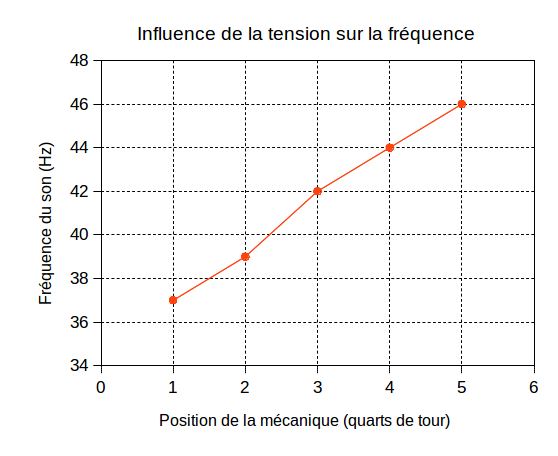 Influence de la tension sur la fréquence
48
46
44
42
40
38
36
34
0 1 2 3 4 5 6
Fréquence du son (Hz)
Position de la mécanique (quarts de tour)